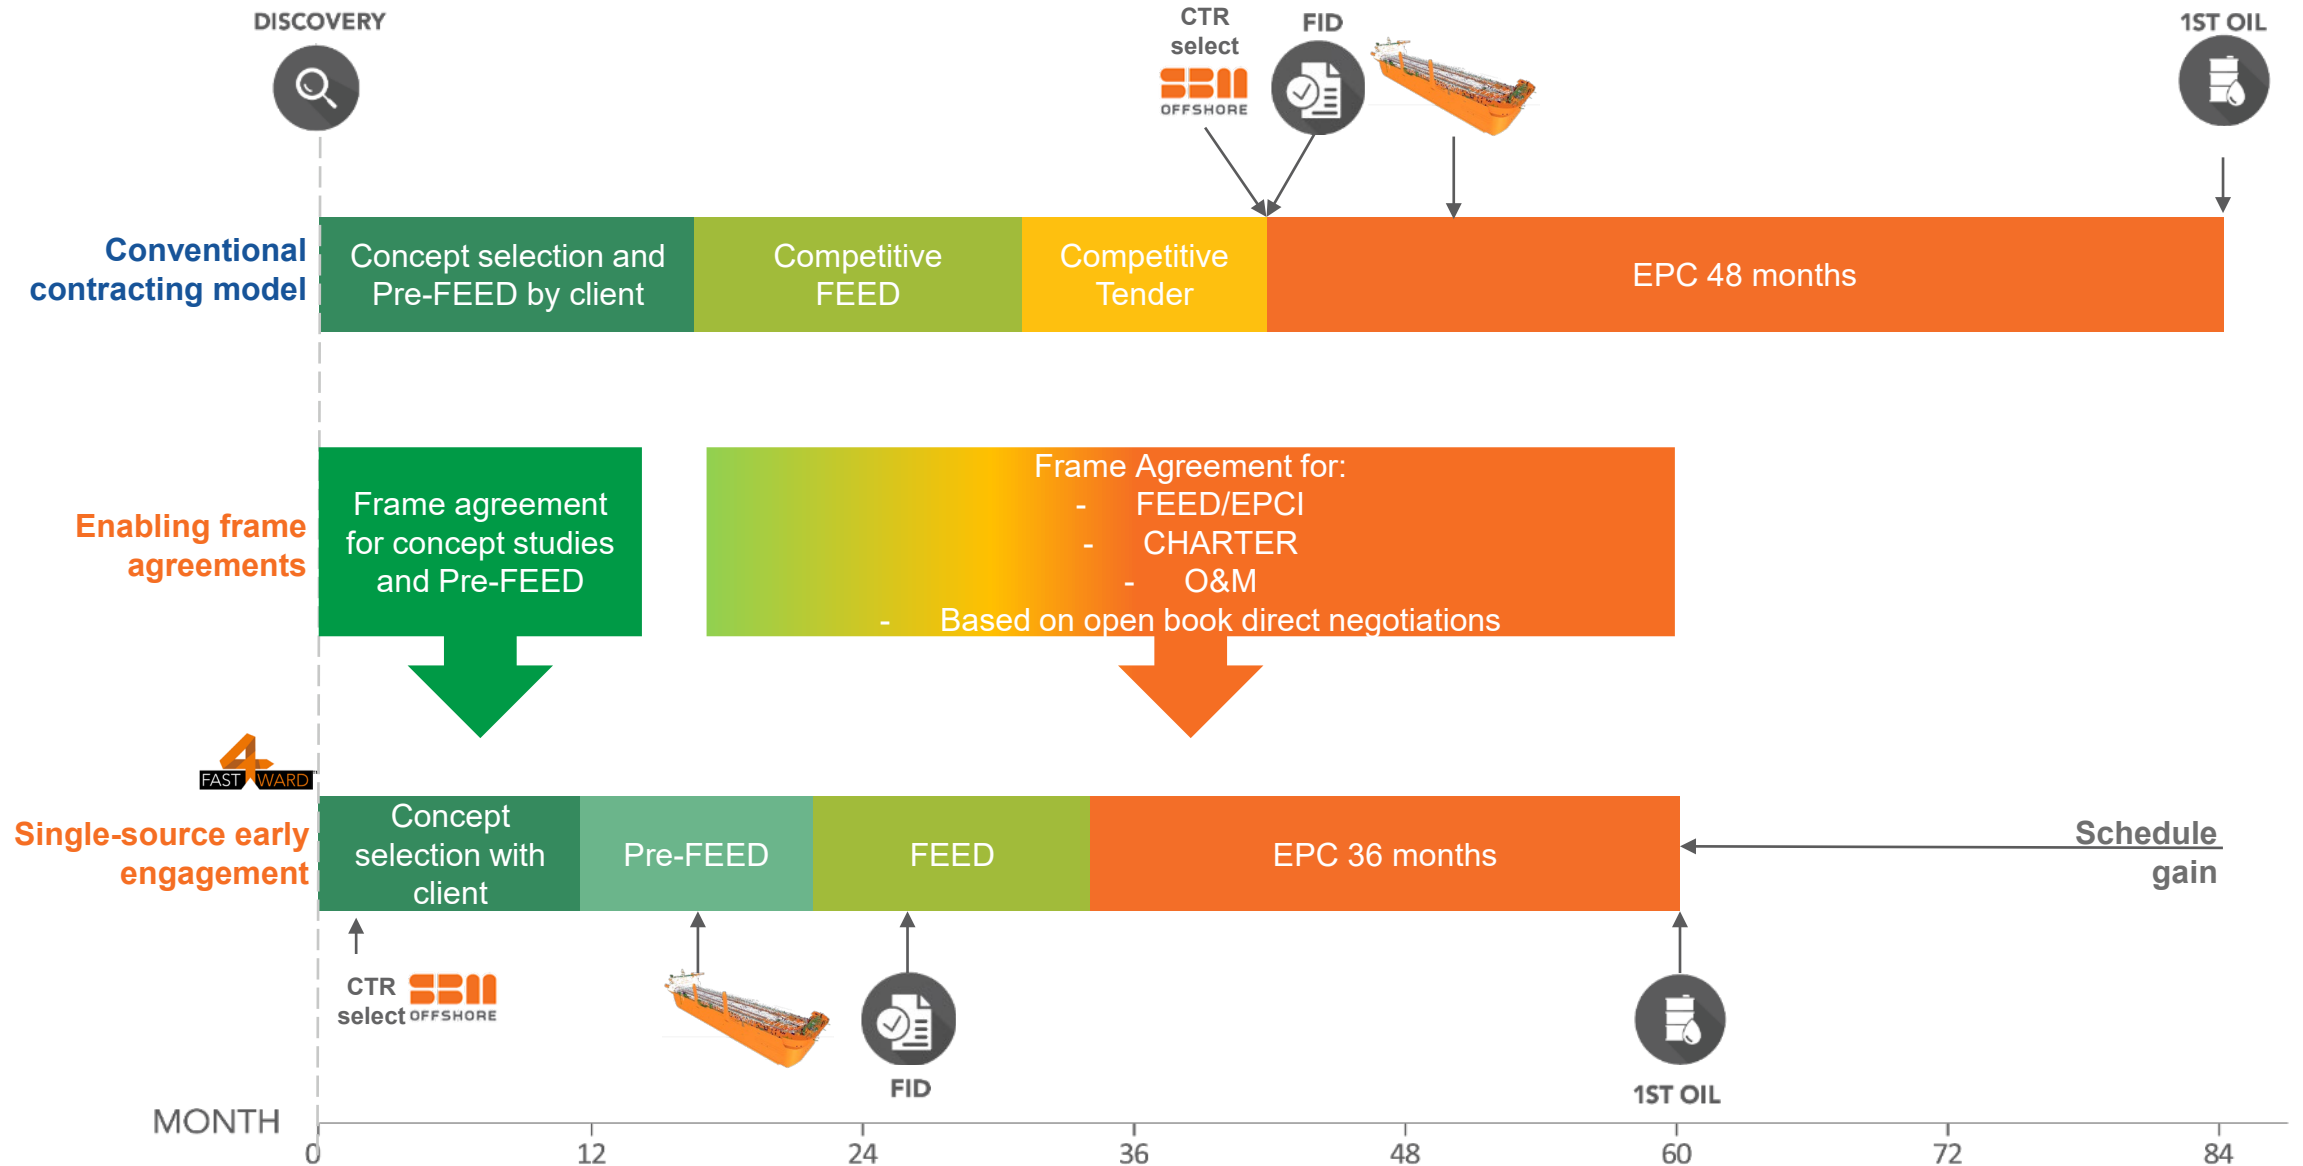 DISCOVERY
CTR
select
SBM
OFFSHORE
FID
1ST OIL
Conventional
contracting model
Concept selection and
Pre-FEED by client
Competitive
FEED
Competitive
Tender
EPC 48 months
Enabling frame
agreements
Frame agreement
for concept studies
and Pre-FEED
Frame Agreement for:
- FEED/EPCI
- CHARTER
- O&M
- Based on open book direct negotiations
FAST4WARD
Single-source early
engagement
Concept
selection with
client
Pre-FEED
FEED
EPC 36 months
Schedule
gain
CTR
select
SBM
OFFSHORE
FID
1ST OIL
MONTH
0 12 24 36 48 60 72 84